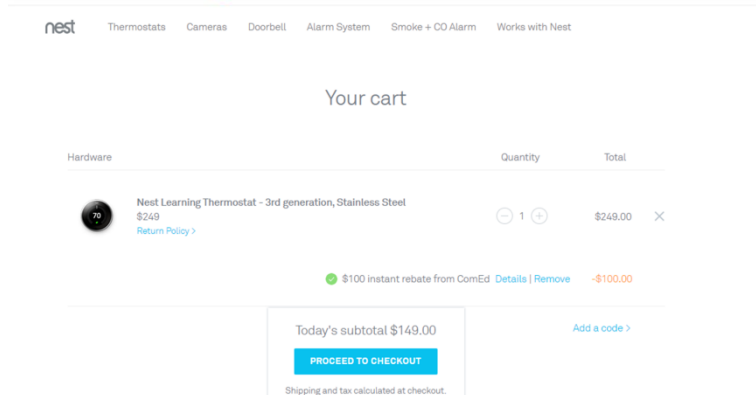 nest Thermostats Cameras Doorbell Alarm System Smoke + CO Alarm Works with Nest
Your cart
Hardware Quantity Total
Nest Learning Thermostat - 3rd generation, Stainless Steel
70 $249 − 1 + $249.00 ×
Return Policy >
$100 instant rebate from ComEd Details | Remove -$100.00
Today's subtotal $149.00 Add a code >
PROCEED TO CHECKOUT
Shipping and tax calculated at checkout.